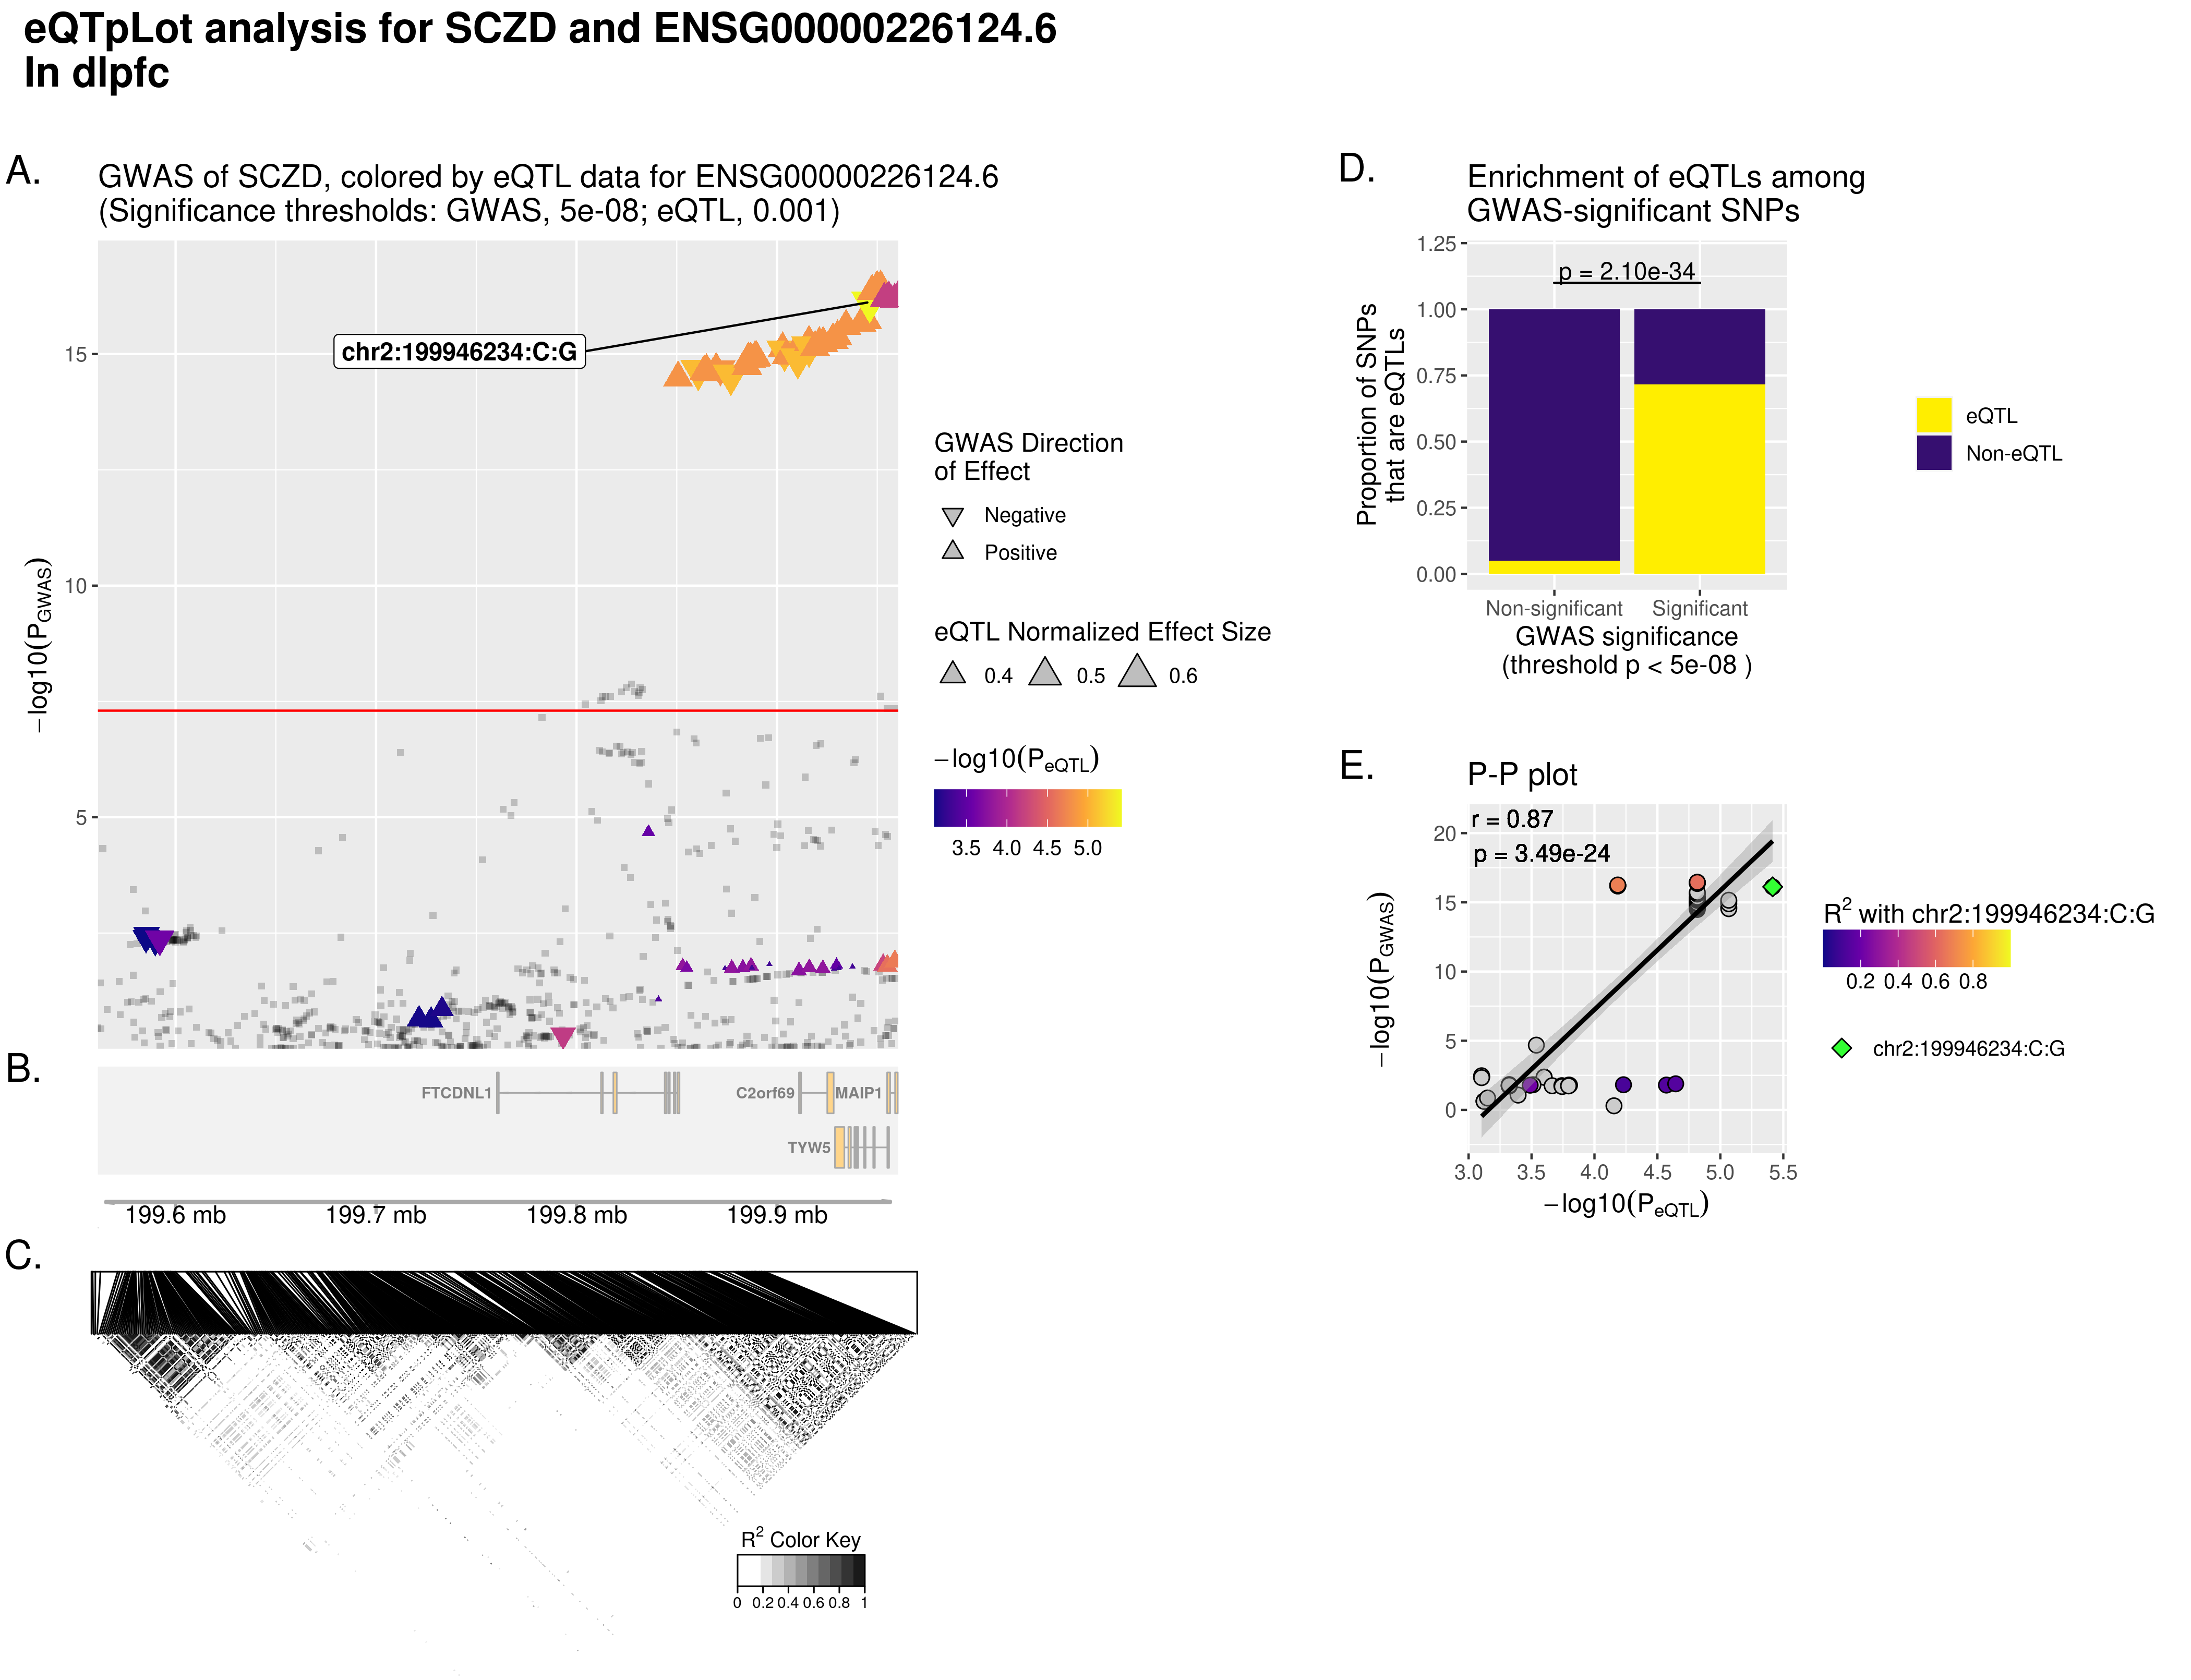 eQTpLot analysis for SCZD and ENSG00000226124.6
In dlpfc
A.
GWAS of SCZD, colored by eQTL data for ENSG00000226124.6
(Significance thresholds: GWAS, 5e-08; eQTL, 0.001)
−log10(P_GWAS)
15
10
5
chr2:199946234:C:G
GWAS Direction
of Effect
Negative
Positive
eQTL Normalized Effect Size
0.4 0.5 0.6
−log10(P_eQTL)
3.5 4.0 4.5 5.0
B.
FTCDNL1 C2orf69 MAIP1
TYW5
199.6 mb 199.7 mb 199.8 mb 199.9 mb
C.
R² Color Key
0 0.2 0.4 0.6 0.8 1
D.
Enrichment of eQTLs among
GWAS-significant SNPs
Proportion of SNPs
that are eQTLs
1.25
1.00
0.75
0.50
0.25
0.00
p = 2.10e-34
Non-significant Significant
GWAS significance
(threshold p < 5e-08 )
eQTL
Non-eQTL
E.
P-P plot
r = 0.87
p = 3.49e-24
−log10(P_GWAS)
20
15
10
5
0
3.0 3.5 4.0 4.5 5.0 5.5
−log10(P_eQTL)
R² with chr2:199946234:C:G
0.2 0.4 0.6 0.8
chr2:199946234:C:G